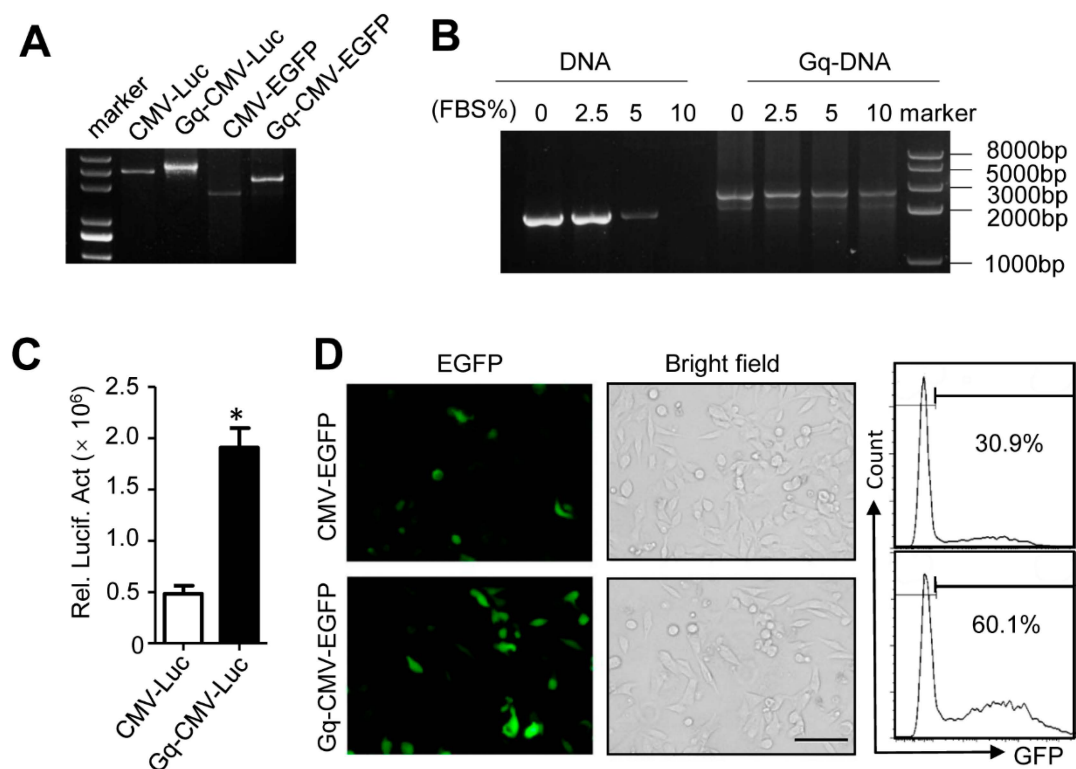 A
marker
CMV-Luc
Gq-CMV-Luc
CMV-EGFP
Gq-CMV-EGFP
B
DNA Gq-DNA
(FBS%) 0 2.5 5 10 0 2.5 5 10 marker
8000bp
5000bp
3000bp
2000bp
1000bp
C
Rel. Lucif. Act (× 10⁶)
2.5
2.0
1.5
1.0
0.5
0
*
CMV-Luc
Gq-CMV-Luc
D
EGFP Bright field
CMV-EGFP
Gq-CMV-EGFP
Count
30.9%
60.1%
GFP